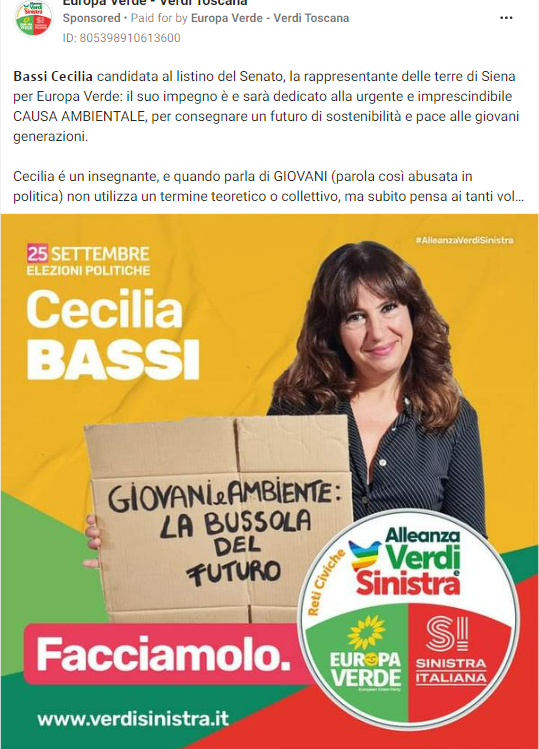 Europa Verde - Verdi Toscana
Sponsored • Paid for by Europa Verde - Verdi Toscana
ID: 805398910613600
Bassi Cecilia candidata al listino del Senato, la rappresentante delle terre di Siena
per Europa Verde: il suo impegno è e sarà dedicato alla urgente e imprescindibile
CAUSA AMBIENTALE, per consegnare un futuro di sostenibilità e pace alle giovani
generazioni.
Cecilia é un insegnante, e quando parla di GIOVANI (parola così abusata in
politica) non utilizza un termine teoretico o collettivo, ma subito pensa ai tanti vol...
#AlleanzaVerdiSinistra
25 SETTEMBRE
ELEZIONI POLITICHE
Cecilia
BASSI
GIOVANI e AMBIENTE:
LA BUSSOLA
DEL
FUTURO
Reti Civiche
Alleanza
Verdi
e
Sinistra
EUROPA
VERDE
European Green Party
SI
SINISTRA
ITALIANA
Facciamolo.
www.verdisinistra.it